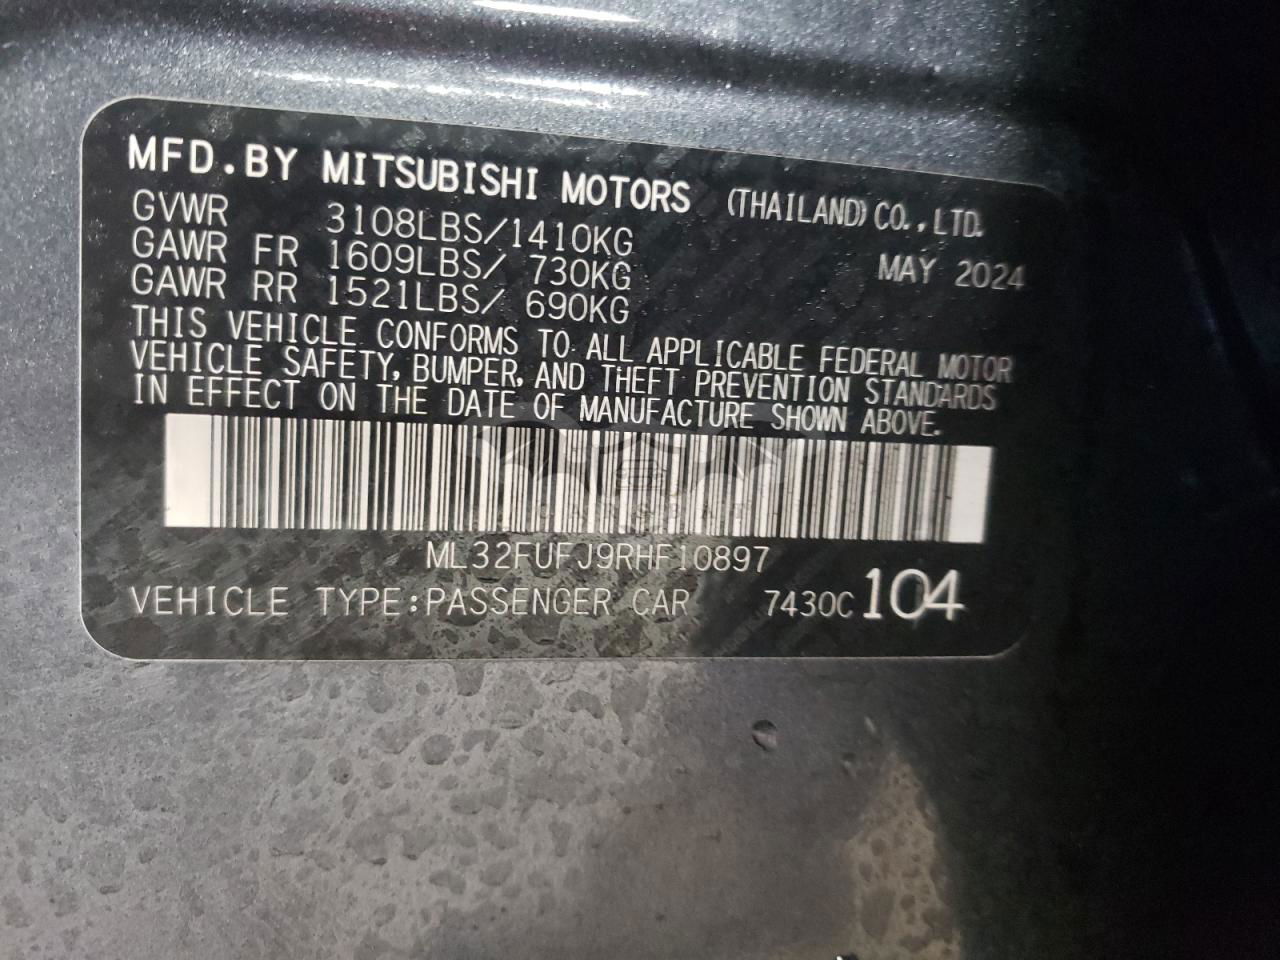 MFD.BY MITSUBISHI MOTORS (THAILAND)CO.,LTD.
GVWR 3108LBS/1410KG
GAWR FR 1609LBS/ 730KG MAY 2024
GAWR RR 1521LBS/ 690KG
THIS VEHICLE CONFORMS TO ALL APPLICABLE FEDERAL MOTOR
VEHICLE SAFETY, BUMPER, AND THEFT PREVENTION STANDARDS
IN EFFECT ON THE DATE OF MANUFACTURE SHOWN ABOVE.
ML32FUFJ9RHF10897
VEHICLE TYPE:PASSENGER CAR 7430C 104